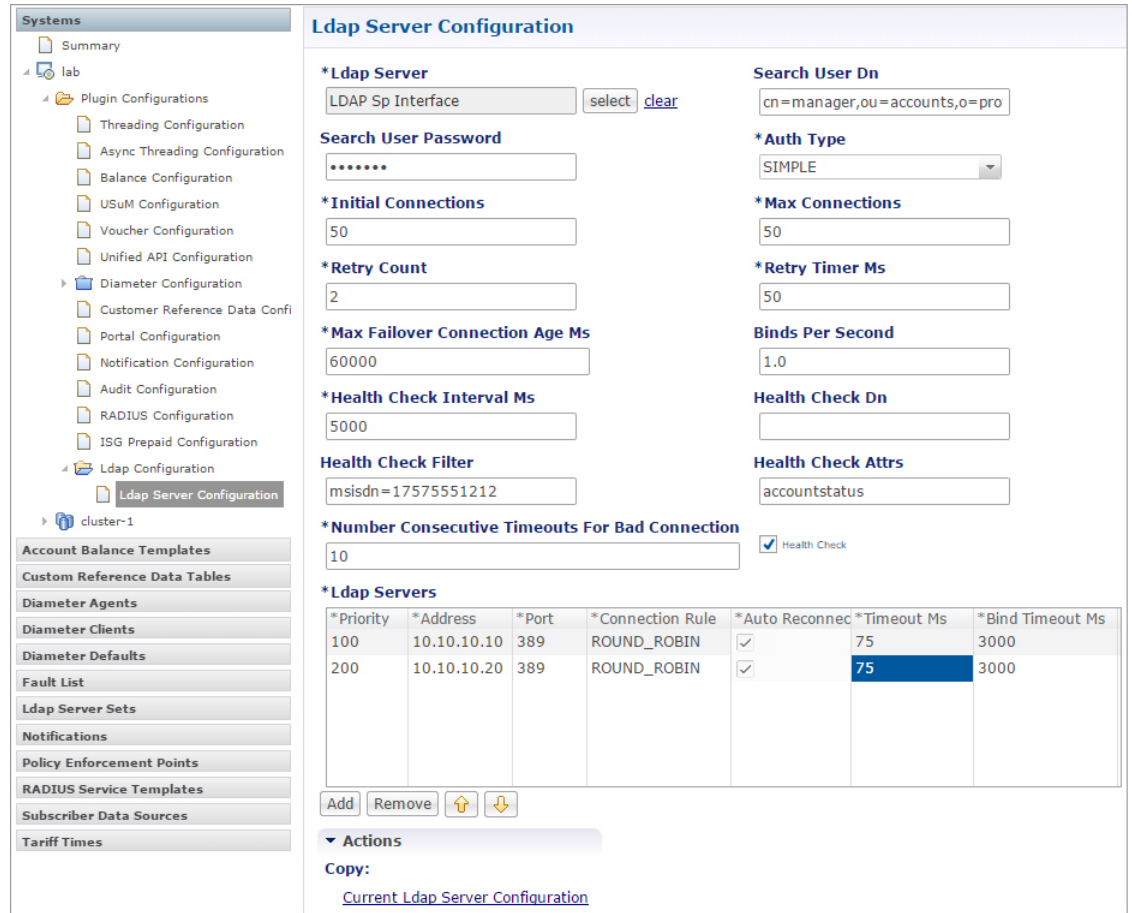 Systems
Summary
lab
Plugin Configurations
Threading Configuration
Async Threading Configuration
Balance Configuration
USuM Configuration
Voucher Configuration
Unified API Configuration
Diameter Configuration
Customer Reference Data Confi
Portal Configuration
Notification Configuration
Audit Configuration
RADIUS Configuration
ISG Prepaid Configuration
Ldap Configuration
Ldap Server Configuration
cluster-1
Account Balance Templates
Custom Reference Data Tables
Diameter Agents
Diameter Clients
Diameter Defaults
Fault List
Ldap Server Sets
Notifications
Policy Enforcement Points
RADIUS Service Templates
Subscriber Data Sources
Tariff Times
Ldap Server Configuration
*Ldap Server Search User Dn
LDAP Sp Interface select clear cn=manager,ou=accounts,o=pro
Search User Password *Auth Type
••••••• SIMPLE
*Initial Connections *Max Connections
50 50
*Retry Count *Retry Timer Ms
2 50
*Max Failover Connection Age Ms Binds Per Second
60000 1.0
*Health Check Interval Ms Health Check Dn
5000
Health Check Filter Health Check Attrs
msisdn=17575551212 accountstatus
*Number Consecutive Timeouts For Bad Connection
10 Health Check
*Ldap Servers
*Priority *Address *Port *Connection Rule *Auto Reconnec *Timeout Ms *Bind Timeout Ms
100 10.10.10.10 389 ROUND_ROBIN 75 3000
200 10.10.10.20 389 ROUND_ROBIN 75 3000
Add Remove
Actions
Copy:
Current Ldap Server Configuration